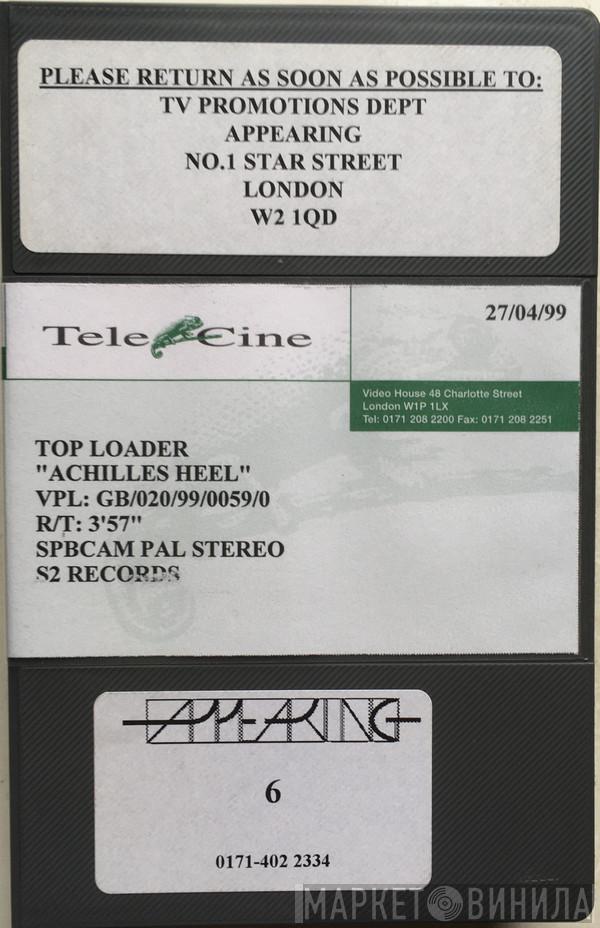 PLEASE RETURN AS SOON AS POSSIBLE TO:
TV PROMOTIONS DEPT
APPEARING
NO.1 STAR STREET
LONDON
W2 1QD
Tele Cine
27/04/99
Video House 48 Charlotte Street
London W1P 1LX
Tel: 0171 208 2200 Fax: 0171 208 2251
TOP LOADER
"ACHILLES HEEL"
VPL: GB/020/99/0059/0
R/T: 3'57"
SPBCAM PAL STEREO
S2 RECORDS
APPEARING
6
0171-402 2334
МАРКЕТ ВИНИЛА